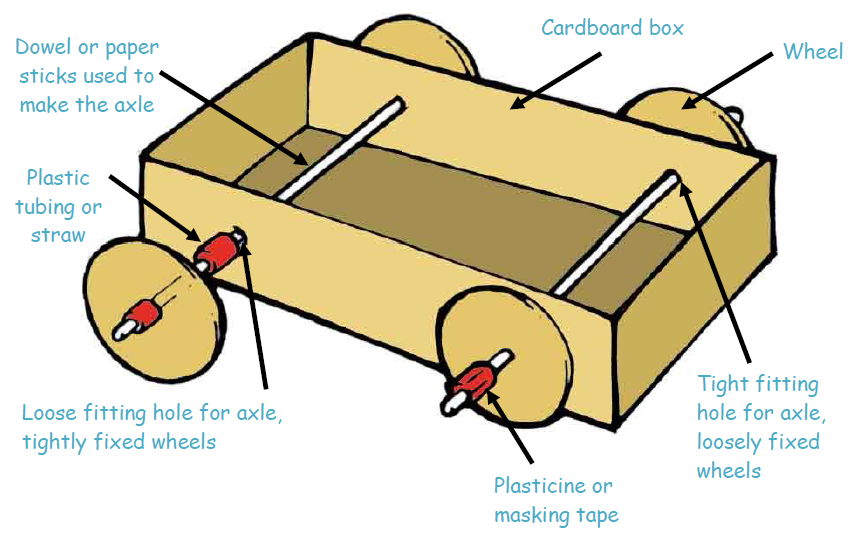 Dowel or paper
sticks used to
make the axle
Cardboard box
Wheel
Plastic
tubing or
straw
Loose fitting hole for axle,
tightly fixed wheels
Tight fitting
hole for axle,
loosely fixed
wheels
Plasticine or
masking tape